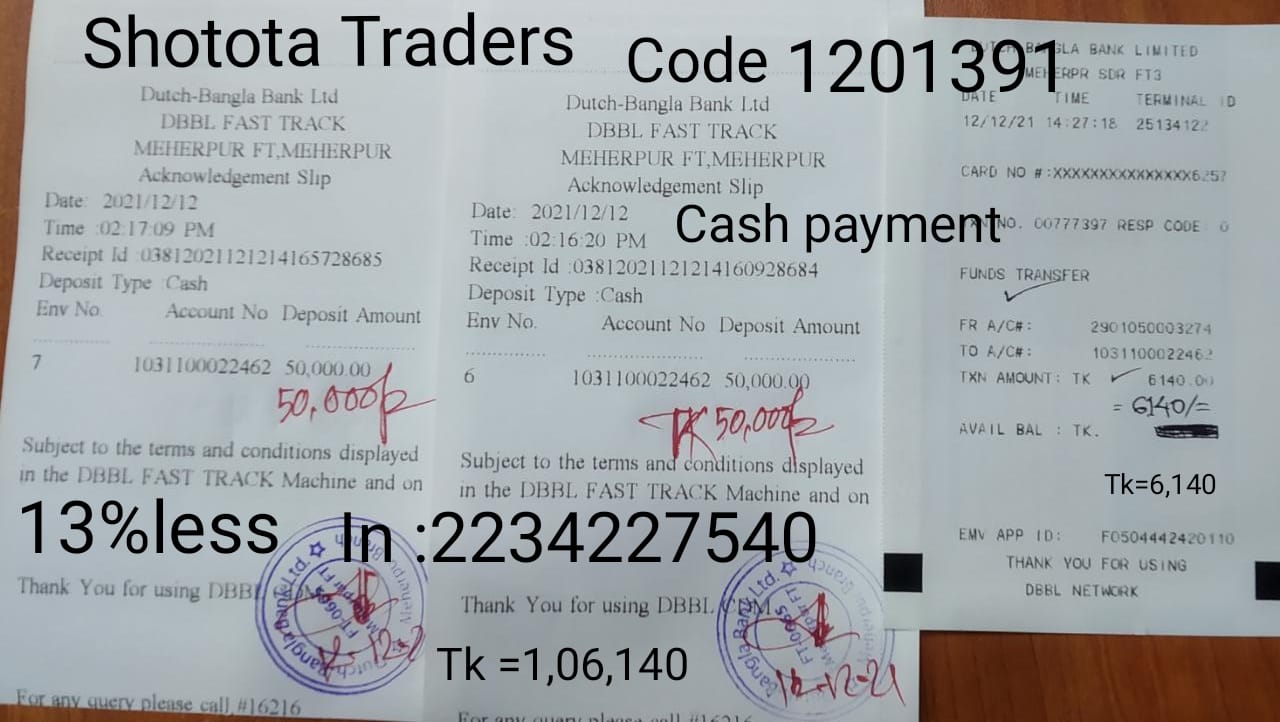 Shotota Traders
Code 1201391
Dutch-Bangla Bank Ltd
DBBL FAST TRACK
MEHERPUR FT,MEHERPUR
Acknowledgement Slip
Date: 2021/12/12
Time :02:17:09 PM
Receipt Id :03812021121214165728685
Deposit Type :Cash
Env No. Account No Deposit Amount
7 1031100022462 50,000.00
50,000/=
Subject to the terms and conditions displayed
in the DBBL FAST TRACK Machine and on
13%less
Thank You for using DBBL
For any query please call #16216
Dutch-Bangla Bank Ltd
DBBL FAST TRACK
MEHERPUR FT,MEHERPUR
Acknowledgement Slip
Date: 2021/12/12
Time :02:16:20 PM
Cash payment
Receipt Id :03812021121214160928684
Deposit Type :Cash
Env No. Account No Deposit Amount
6 1031100022462 50,000.00
TK 50,000/=
Subject to the terms and conditions displayed
in the DBBL FAST TRACK Machine and on
In :2234227540
Thank You for using DBBL CDM
Tk =1,06,140
12-12-21
For any query please call #16216
DUTCH BANGLA BANK LIMITED
MEHERPR SDR FT3
DATE TIME TERMINAL ID
12/12/21 14:27:18 25134122
CARD NO #:XXXXXXXXXXXXXXX6257
TXN NO. 00777397 RESP CODE 0
FUNDS TRANSFER
FR A/C#: 2901050003274
TO A/C#: 1031100022462
TXN AMOUNT: TK 6140.00
= 6140/=
AVAIL BAL : TK.
Tk=6,140
EMV APP ID: F0504442420110
THANK YOU FOR USING
DBBL NETWORK